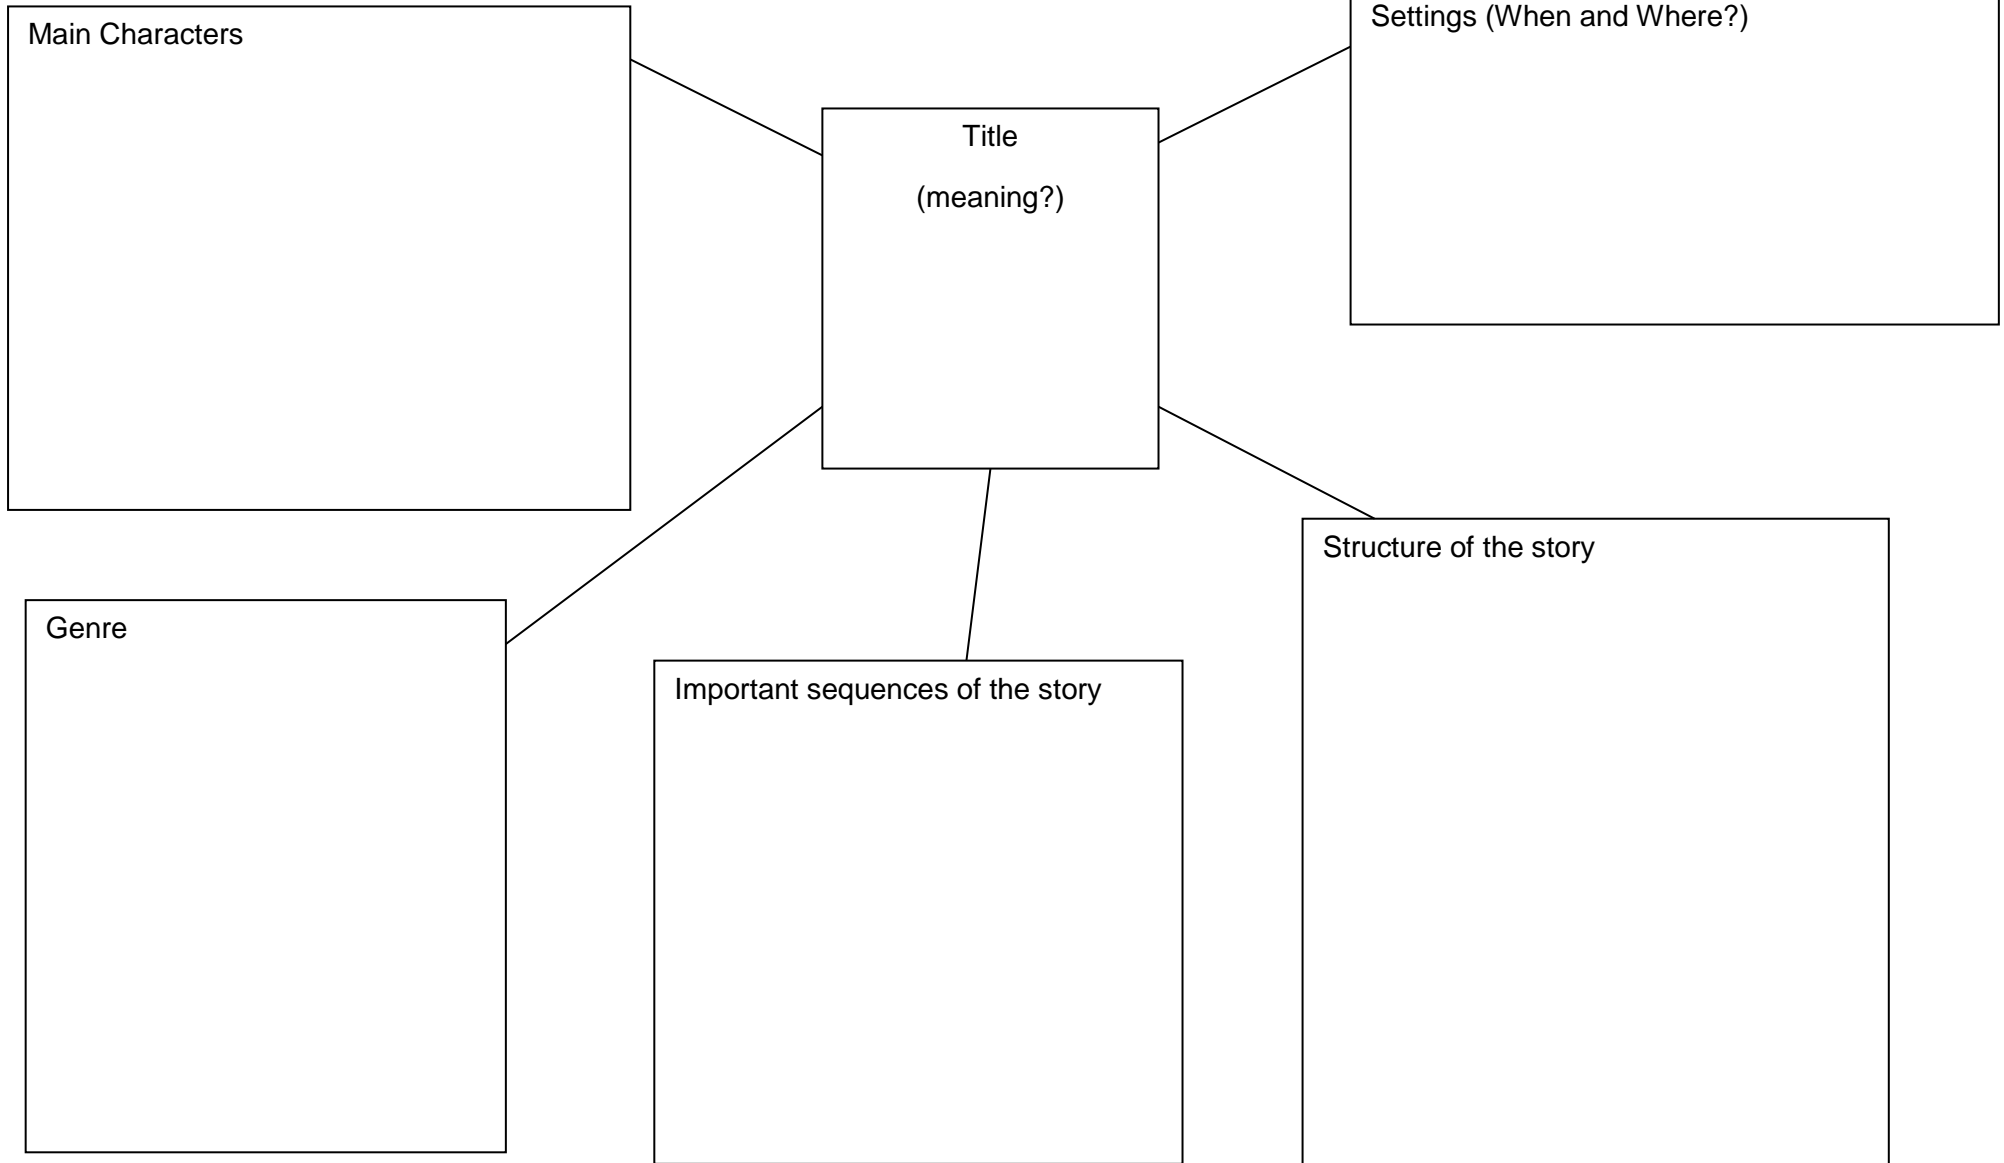 Main Characters
Settings (When and Where?)
Title
(meaning?)
Structure of the story
Genre
Important sequences of the story